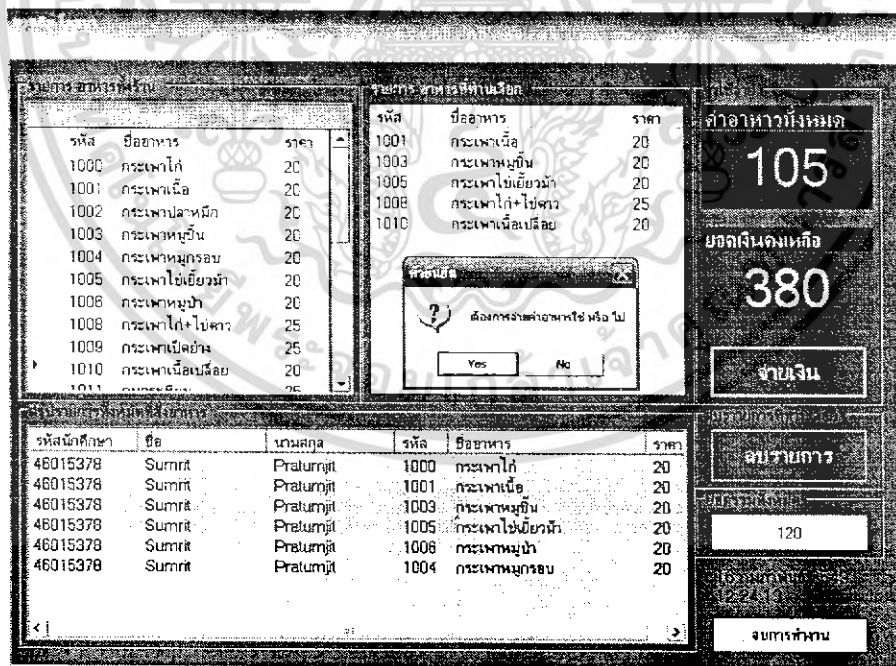 รายการ อาหารที่ร้าน
รหัส ชื่ออาหาร ราคา
1000 กระเพาไก่ 20
1001 กระเพาเนื้อ 20
1002 กระเพาปลาหมึก 20
1003 กระเพาหมูชิ้น 20
1004 กระเพาหมูกรอบ 20
1005 กระเพาไข่เยี่ยวม้า 20
1006 กระเพาหมูป่า 20
1008 กระเพาไก่+ไข่ดาว 25
1009 กระเพาเป็ดย่าง 25
1010 กระเพาเนื้อเปื่อย 20
1011
รายการ อาหารที่ท่านเลือก
รหัส ชื่ออาหาร ราคา
1001 กระเพาเนื้อ 20
1003 กระเพาหมูชิ้น 20
1005 กระเพาไข่เยี่ยวม้า 20
1008 กระเพาไก่+ไข่ดาว 25
1010 กระเพาเนื้อเปื่อย 20
ค่าอาหารทั้งหมด
105
ยอดเงินคงเหลือ
380
จ่ายเงิน
คำยืนยัน
ต้องการจ่ายค่าอาหารใช่ หรือ ไม่
Yes No
รหัสนักศึกษา ชื่อ นามสกุล รหัส ชื่ออาหาร ราคา
46015378 Sumrit Pratumjit 1000 กระเพาไก่ 20
46015378 Sumrit Pratumjit 1001 กระเพาเนื้อ 20
46015378 Sumrit Pratumjit 1003 กระเพาหมูชิ้น 20
46015378 Sumrit Pratumjit 1005 กระเพาไข่เยี่ยวม้า 20
46015378 Sumrit Pratumjit 1006 กระเพาหมูป่า 20
46015378 Sumrit Pratumjit 1004 กระเพาหมูกรอบ 20
ลบรายการ
120
จบการทำงาน